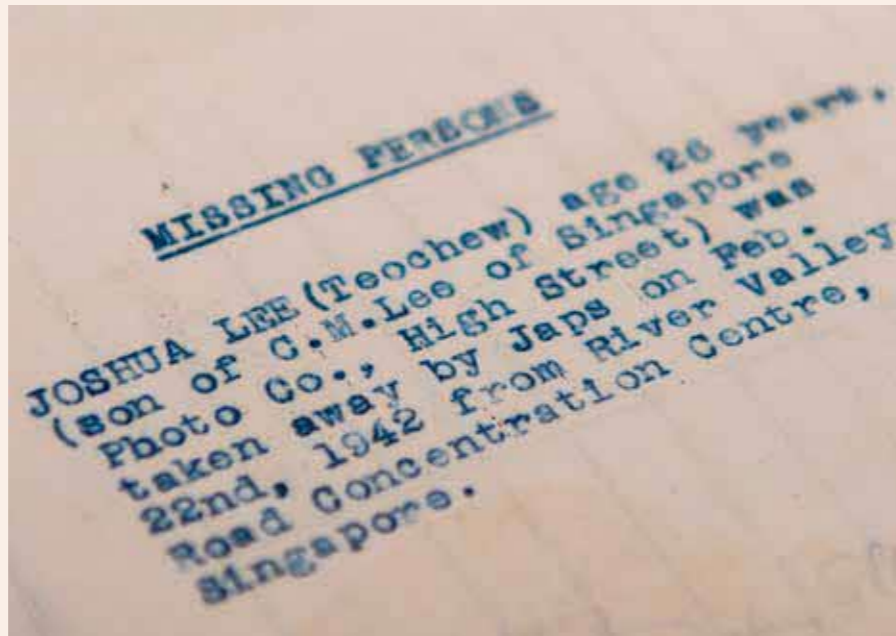 MISSING PERSONS
JOSHUA LEE (Teochew) age 26 years,
(son of C.M.Lee of Singapore
Photo Co., High Street) was
taken away by Japs on Feb.
22nd, 1942 from River Valley
Road Concentration Centre,
Singapore.